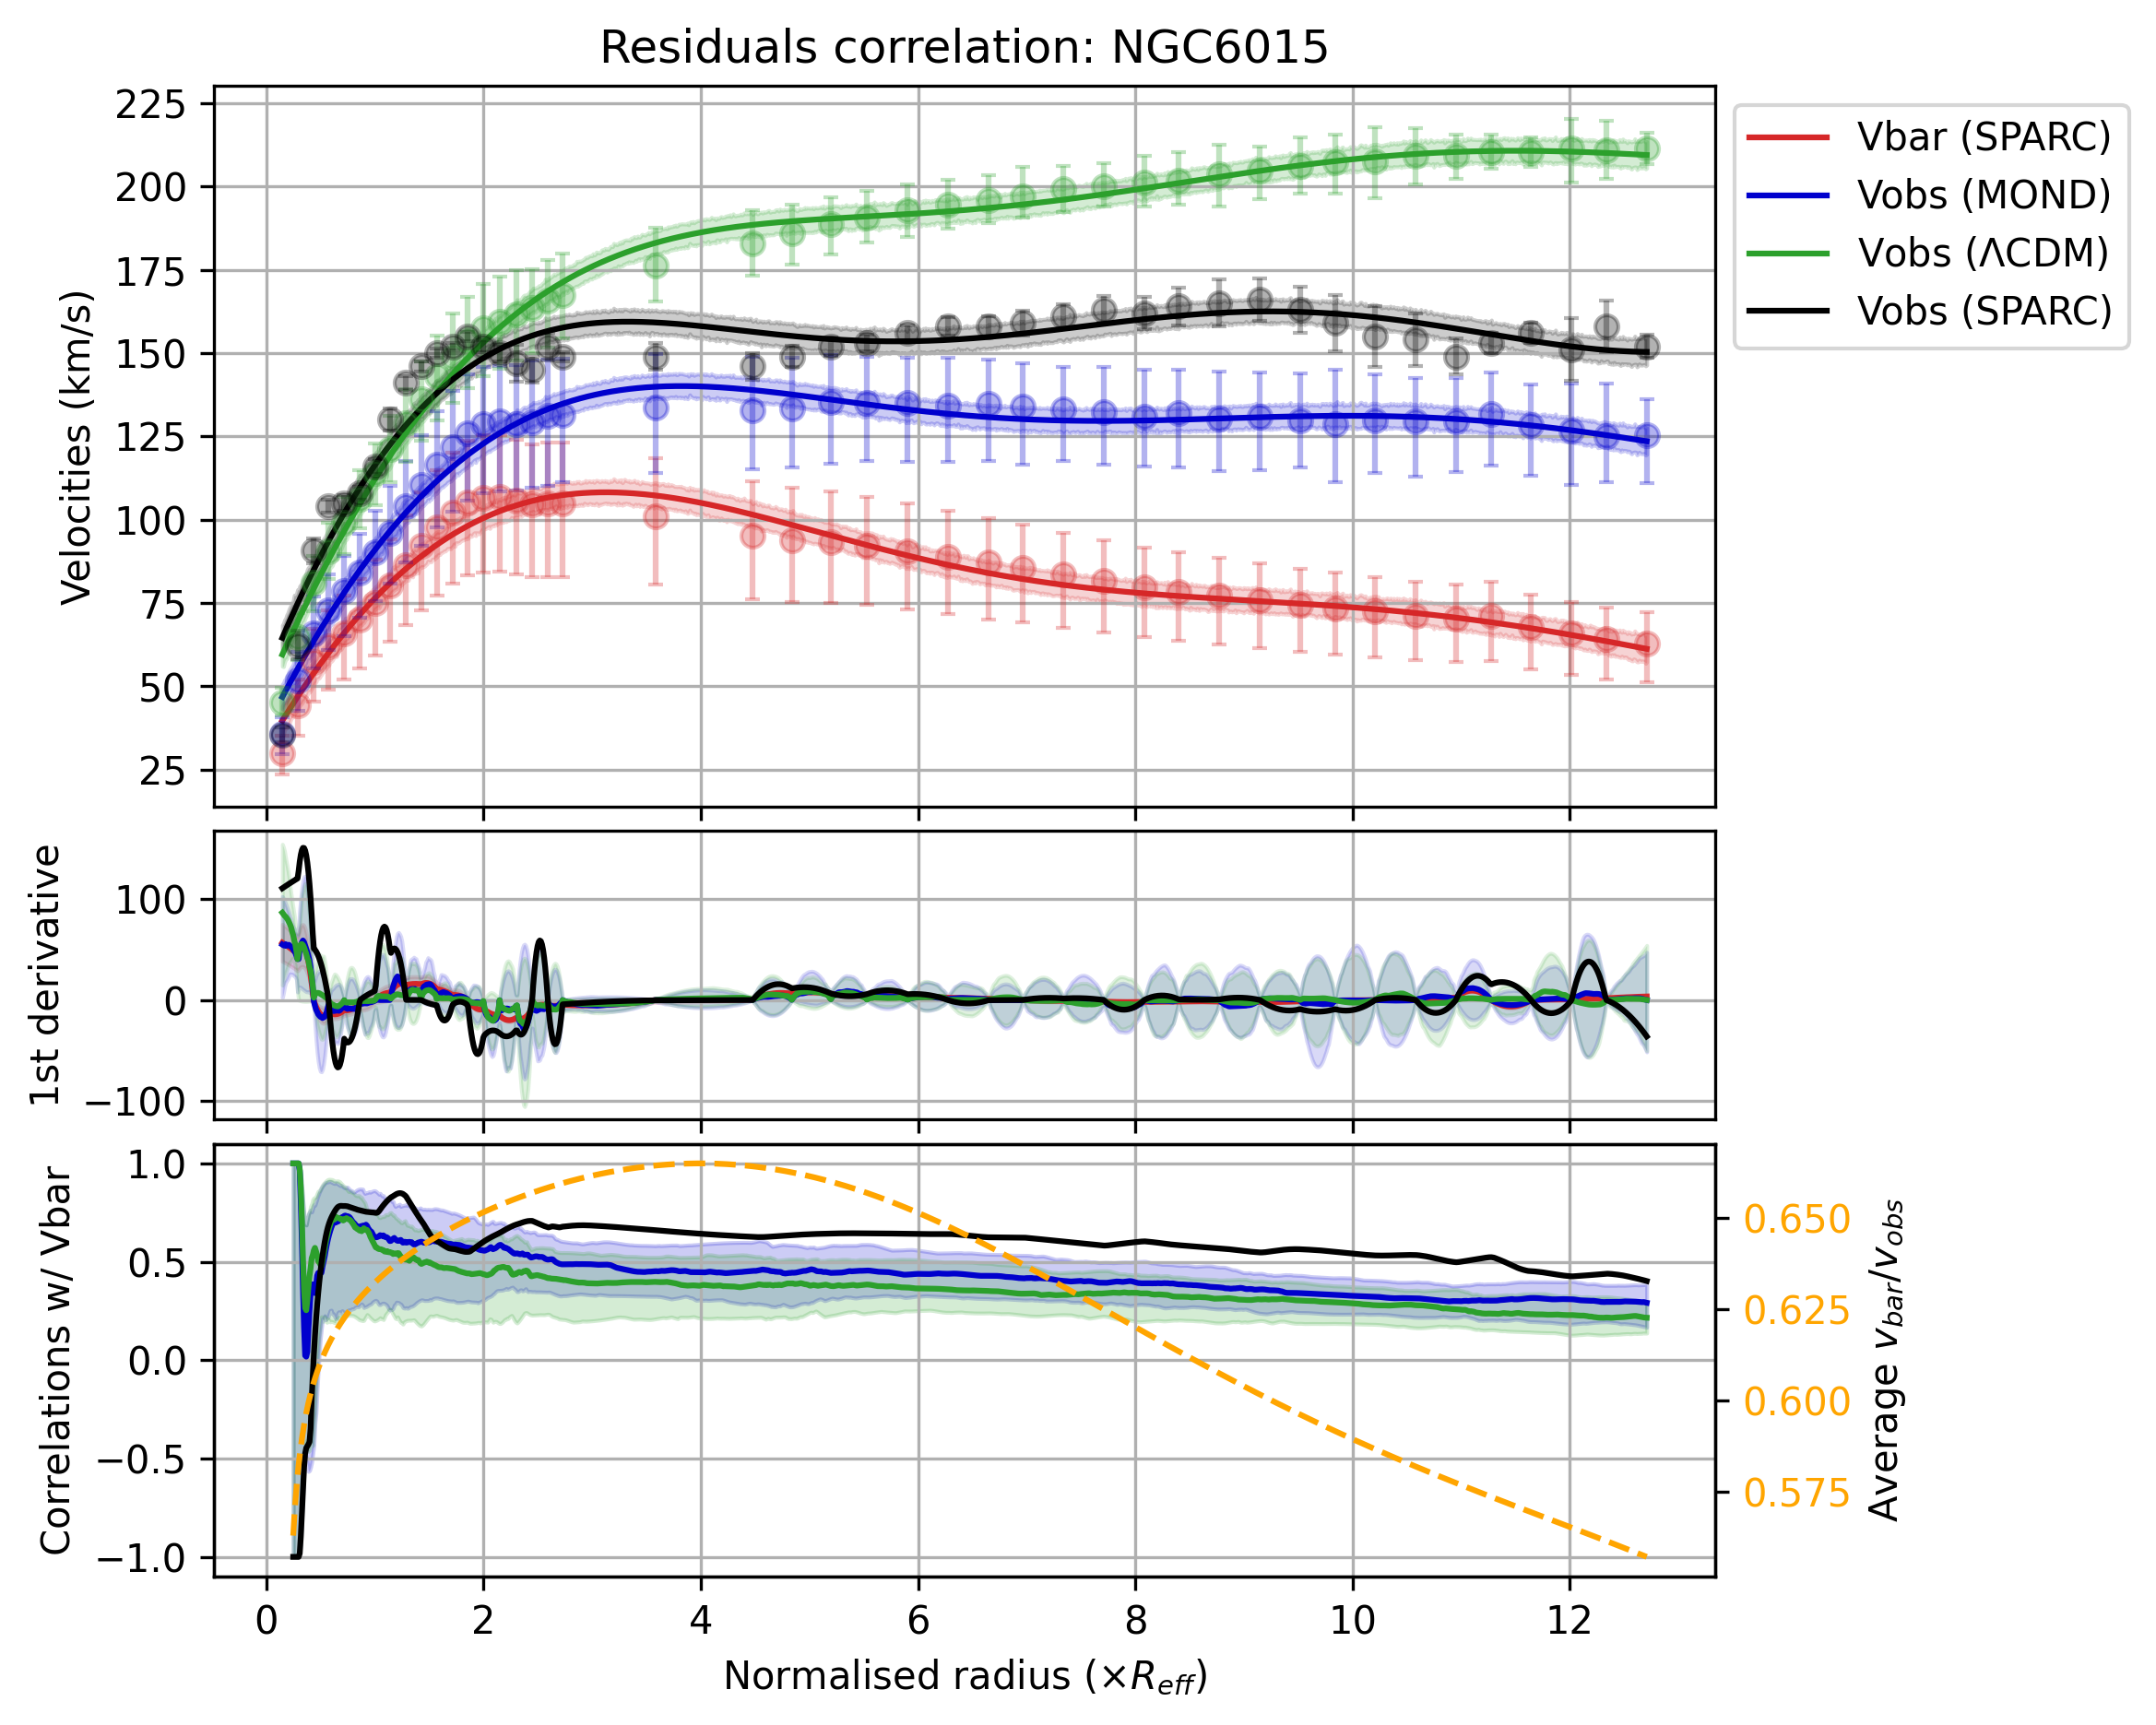 Residuals correlation: NGC6015
Velocities (km/s)
225
200
175
150
125
100
75
50
25
Vbar (SPARC)
Vobs (MOND)
Vobs (ΛCDM)
Vobs (SPARC)
1st derivative
100
0
−100
Correlations w/ Vbar
1.0
0.5
0.0
−0.5
−1.0
0.650
0.625
0.600
0.575
Average v_bar/v_obs
0 2 4 6 8 10 12
Normalised radius (×R_eff)